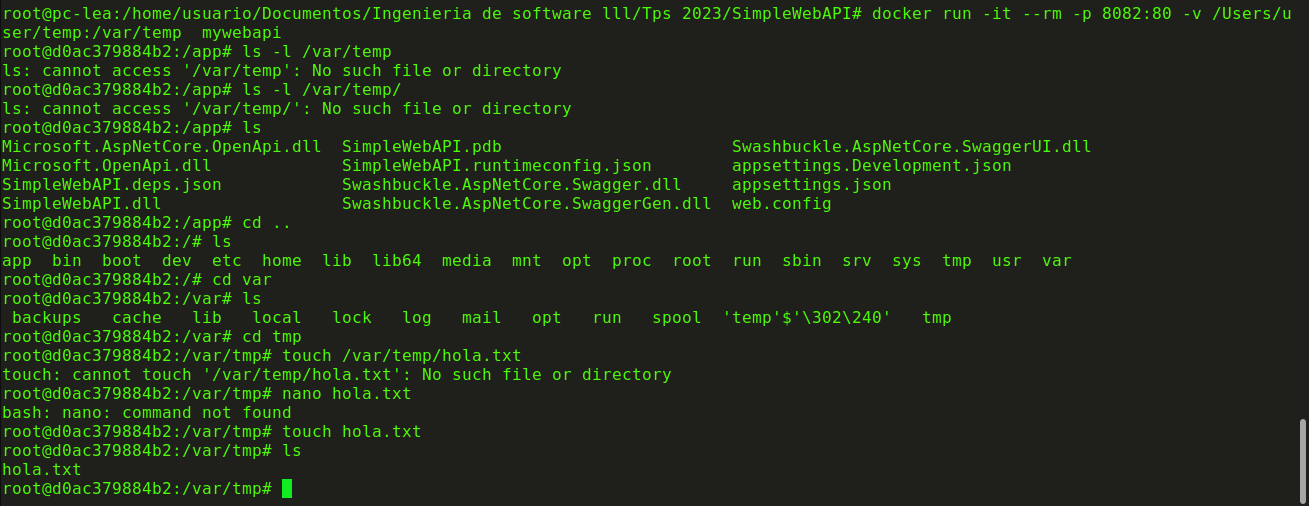 root@pc-lea:/home/usuario/Documentos/Ingenieria de software lll/Tps 2023/SimpleWebAPI# docker run -it --rm -p 8082:80 -v /Users/u
ser/temp:/var/temp  mywebapi
root@d0ac379884b2:/app# ls -l /var/temp
ls: cannot access '/var/temp': No such file or directory
root@d0ac379884b2:/app# ls -l /var/temp/
ls: cannot access '/var/temp/': No such file or directory
root@d0ac379884b2:/app# ls
Microsoft.AspNetCore.OpenApi.dll  SimpleWebAPI.pdb                       Swashbuckle.AspNetCore.SwaggerUI.dll
Microsoft.OpenApi.dll             SimpleWebAPI.runtimeconfig.json        appsettings.Development.json
SimpleWebAPI.deps.json            Swashbuckle.AspNetCore.Swagger.dll     appsettings.json
SimpleWebAPI.dll                  Swashbuckle.AspNetCore.SwaggerGen.dll  web.config
root@d0ac379884b2:/app# cd ..
root@d0ac379884b2:/# ls
app  bin  boot  dev  etc  home  lib  lib64  media  mnt  opt  proc  root  run  sbin  srv  sys  tmp  usr  var
root@d0ac379884b2:/# cd var
root@d0ac379884b2:/var# ls
 backups   cache   lib   local   lock   log   mail   opt   run   spool  'temp'$'\302\240'   tmp
root@d0ac379884b2:/var# cd tmp
root@d0ac379884b2:/var/tmp# touch /var/temp/hola.txt
touch: cannot touch '/var/temp/hola.txt': No such file or directory
root@d0ac379884b2:/var/tmp# nano hola.txt
bash: nano: command not found
root@d0ac379884b2:/var/tmp# touch hola.txt
root@d0ac379884b2:/var/tmp# ls
hola.txt
root@d0ac379884b2:/var/tmp#